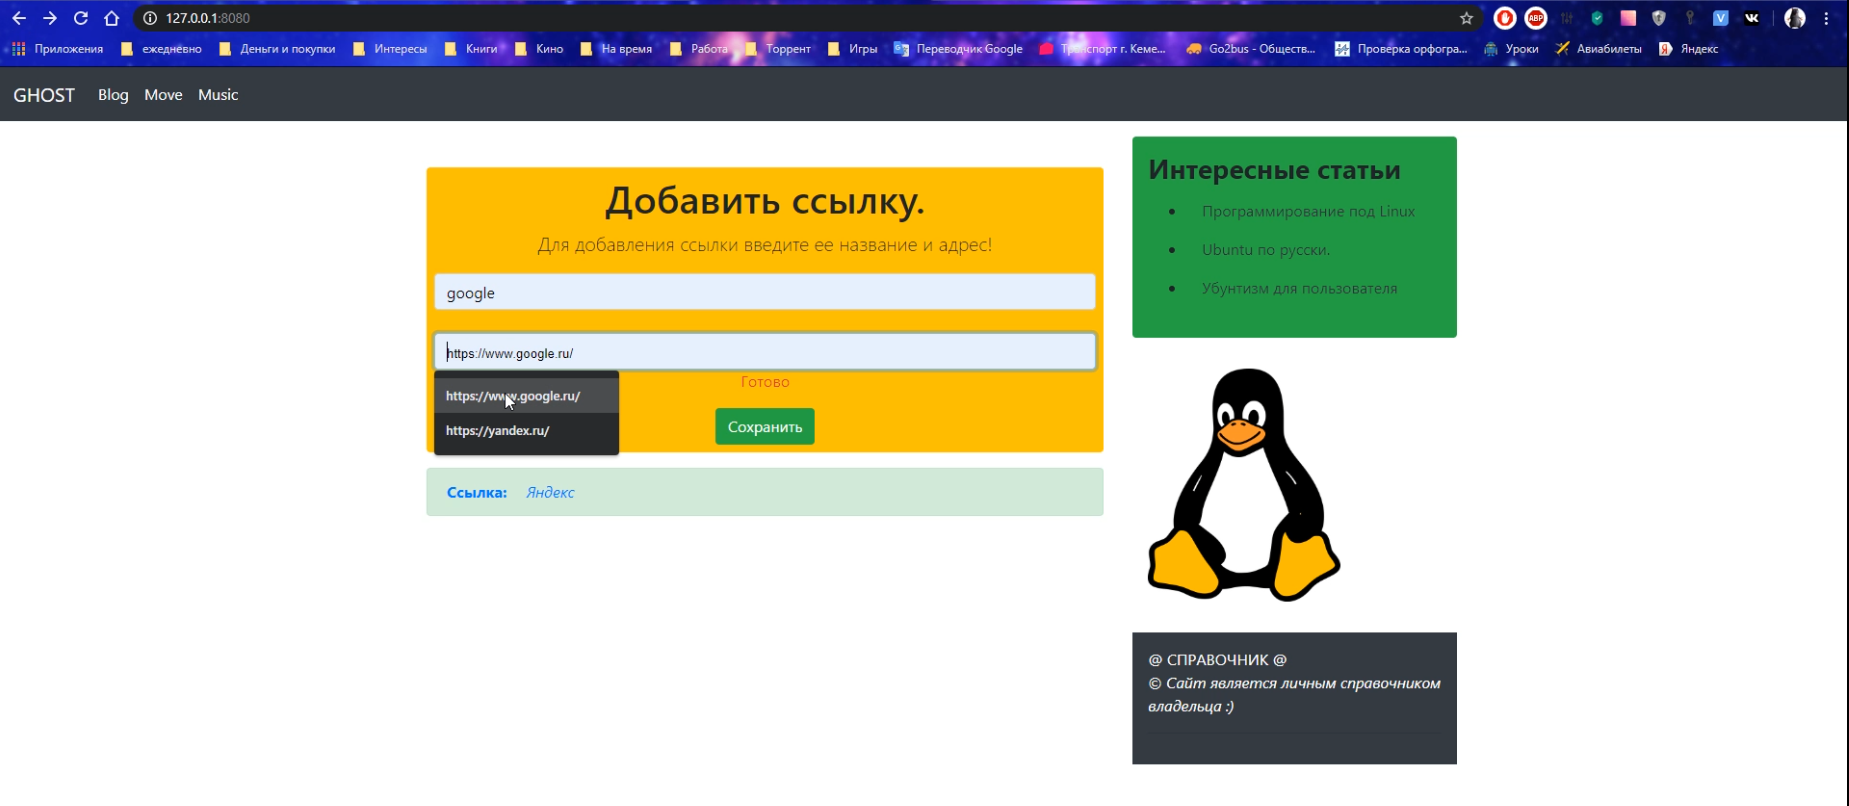 127.0.0.1:8080
ABP
Приложения ежедневно Деньги и покупки Интересы Книги Кино На время Работа Торрент Игры Переводчик Google Транспорт г. Кеме... Go2bus - Обществ... Проверка орфогра... Уроки Авиабилеты Яндекс
GHOST Blog Move Music
Добавить ссылку.
Для добавления ссылки введите ее название и адрес!
google
https://www.google.ru/
Готово
https://www.google.ru/
https://yandex.ru/
Сохранить
Ссылка: Яндекс
Интересные статьи
Программирование под Linux
Ubuntu по русски.
Убунтизм для пользователя
@ СПРАВОЧНИК @
© Сайт является личным справочником
владельца :)